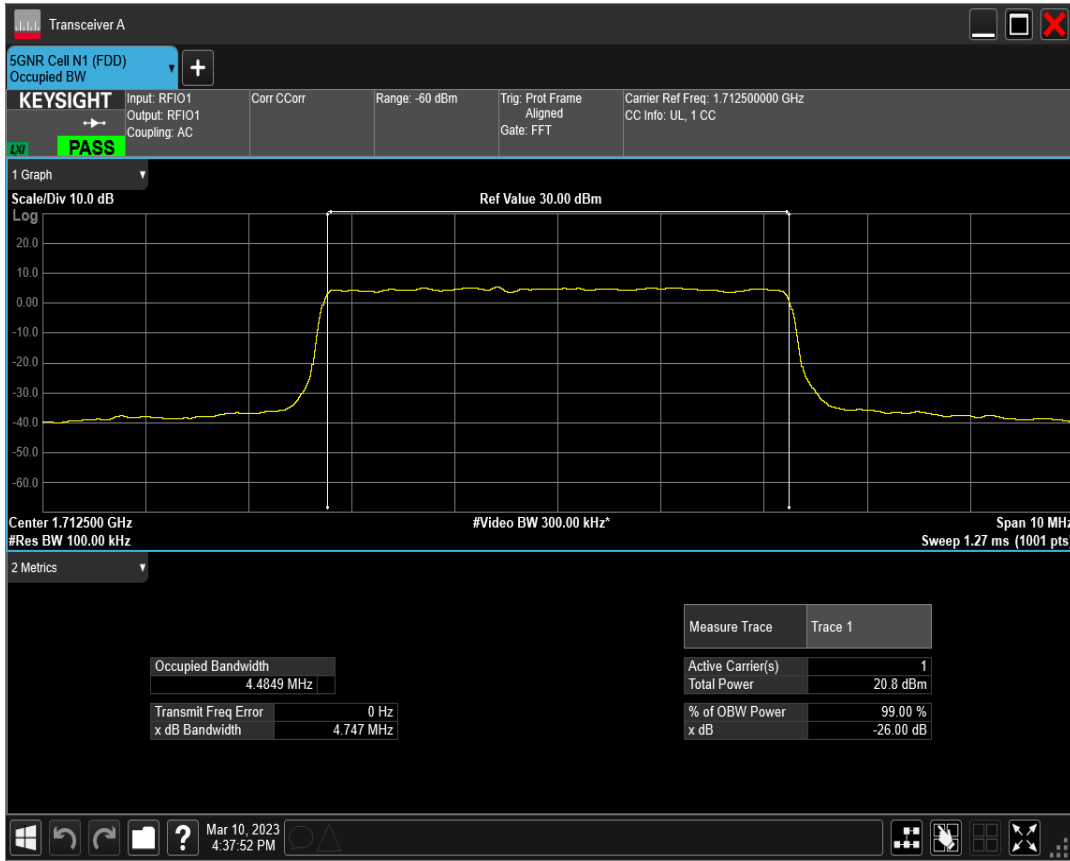 Transceiver A
5GNR Cell N1 (FDD)
Occupied BW
+
KEYSIGHT
LXI
PASS
Input: RFIO1
Output: RFIO1
Coupling: AC
Corr CCorr
Range: -60 dBm
Trig: Prot Frame
Aligned
Gate: FFT
Carrier Ref Freq: 1.712500000 GHz
CC Info: UL, 1 CC
1 Graph
Scale/Div 10.0 dB
Ref Value 30.00 dBm
Log
20.0
10.0
0.00
-10.0
-20.0
-30.0
-40.0
-50.0
-60.0
Center 1.712500 GHz
#Video BW 300.00 kHz*
Span 10 MHz
#Res BW 100.00 kHz
Sweep 1.27 ms (1001 pts)
2 Metrics
Measure Trace Trace 1
Occupied Bandwidth
4.4849 MHz
Active Carrier(s) 1
Total Power 20.8 dBm
Transmit Freq Error 0 Hz
x dB Bandwidth 4.747 MHz
% of OBW Power 99.00 %
x dB -26.00 dB
?
Mar 10, 2023
4:37:52 PM